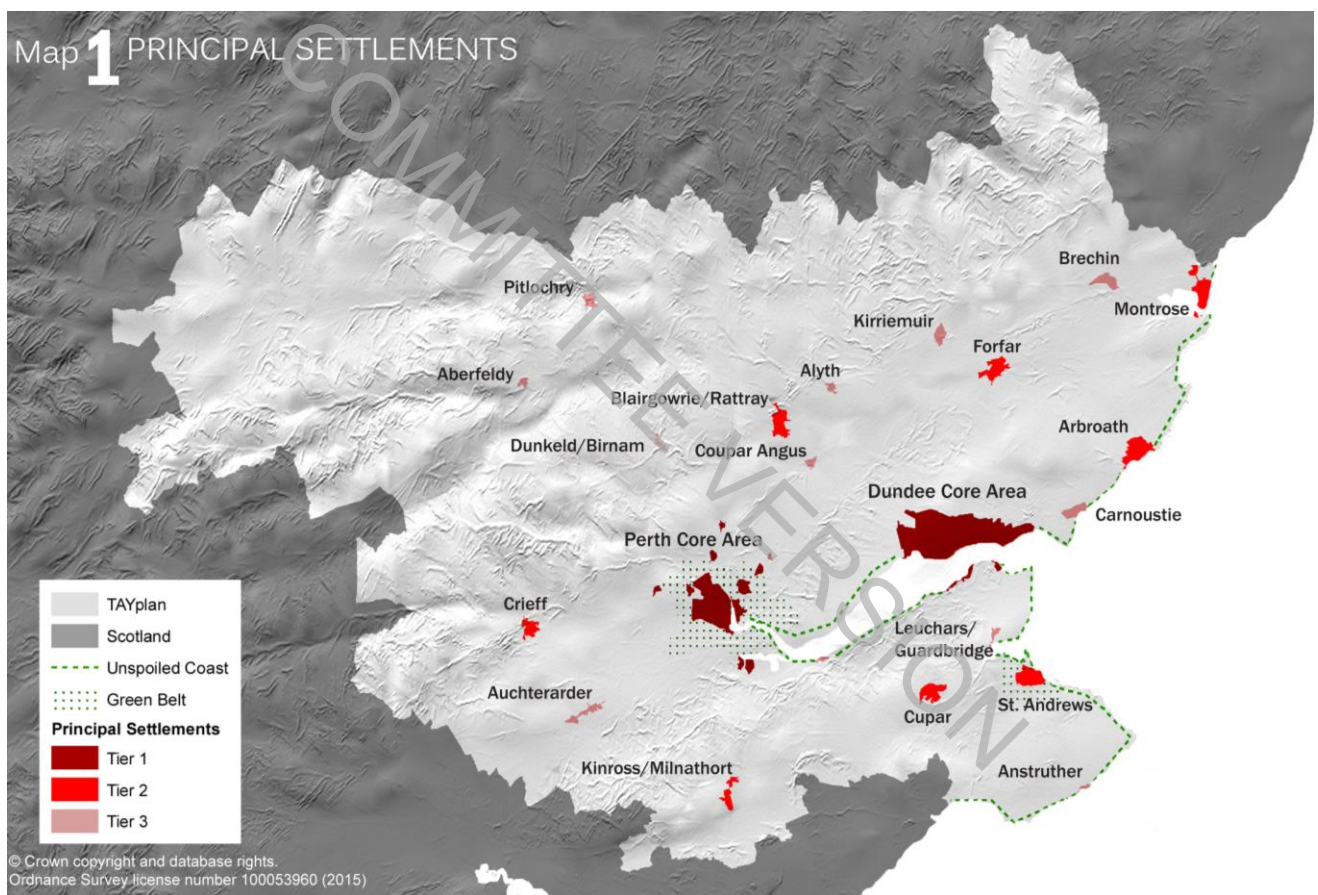 Map 1 PRINCIPAL SETTLEMENTS
Brechin
Montrose
Pitlochry
Kirriemuir
Forfar
Aberfeldy
Alyth
Blairgowrie/Rattray
Arbroath
Dunkeld/Birnam
Coupar Angus
Dundee Core Area
Carnoustie
Perth Core Area
Crieff
Leuchars/
Guardbridge
Auchterarder
St. Andrews
Cupar
Kinross/Milnathort
Anstruther
COMMITTEE VERSION
TAYplan
Scotland
Unspoiled Coast
Green Belt
Principal Settlements
Tier 1
Tier 2
Tier 3
© Crown copyright and database rights.
Ordnance Survey license number 100053960 (2015)